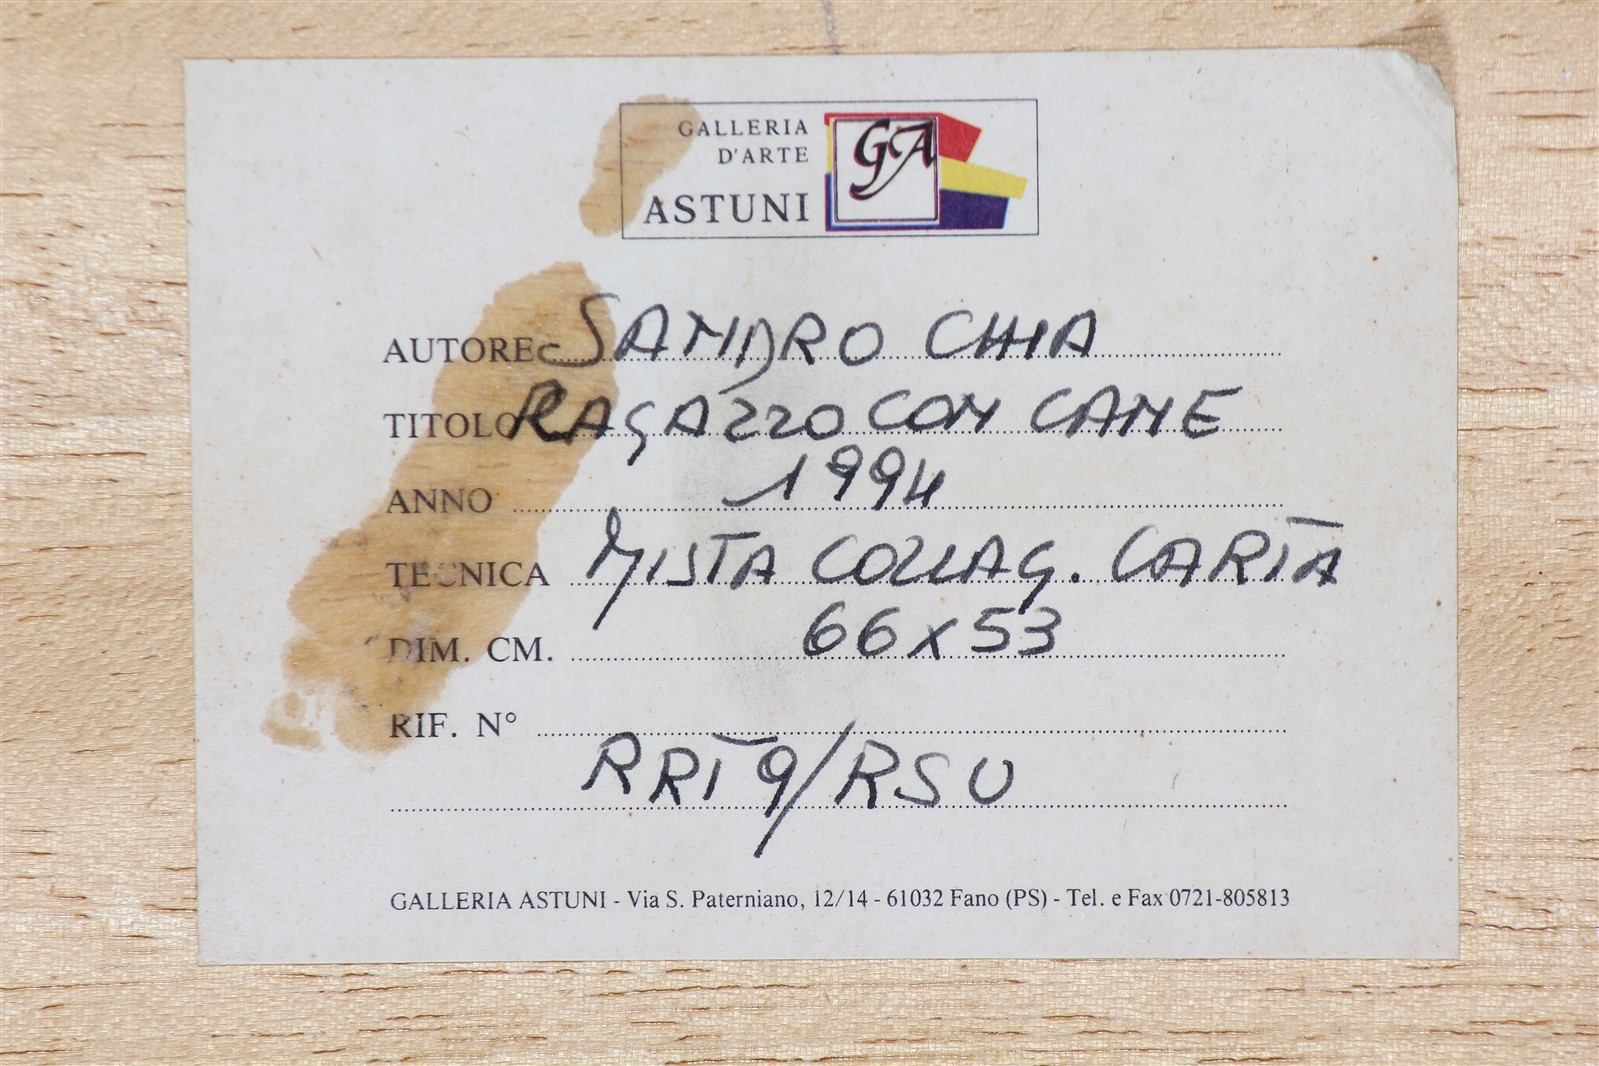 GALLERIA
D'ARTE
ASTUNI
GA
AUTORE SANDRO CHIA
TITOLO RAGAZZO CON CANE
ANNO 1994
TECNICA MISTA COLLAG. CARTA
DIM. CM. 66x53
RIF. N°
RRT9/RSU
GALLERIA ASTUNI - Via S. Paterniano, 12/14 - 61032 Fano (PS) - Tel. e Fax 0721-805813